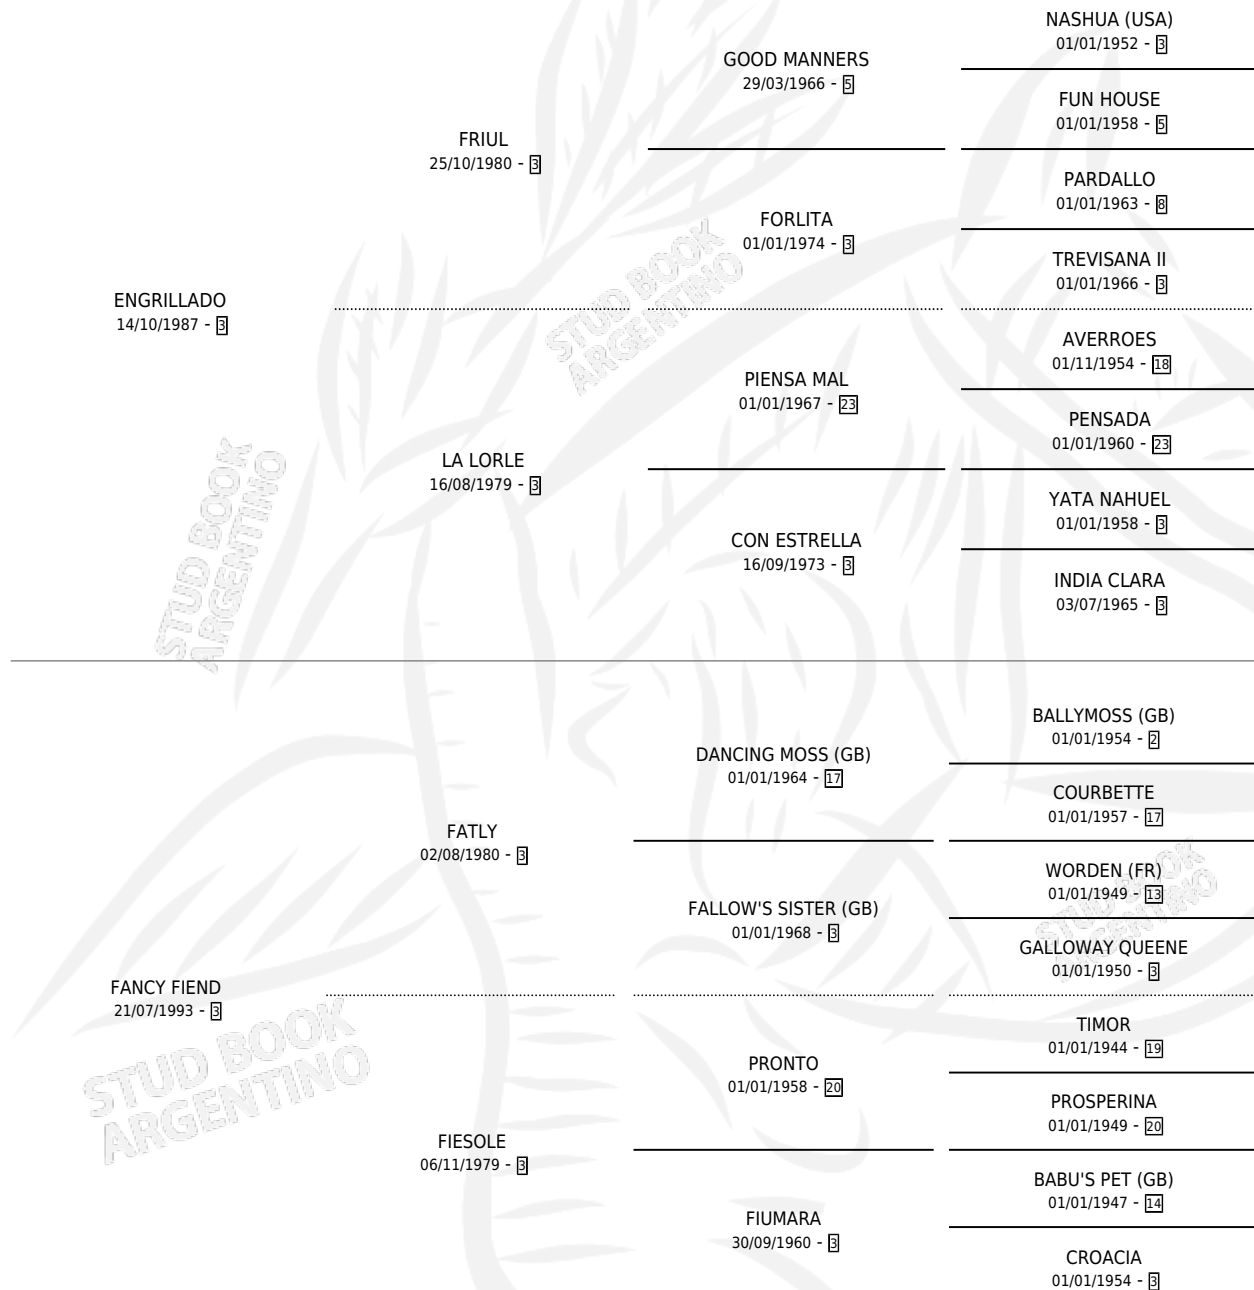 ENGRILLADO
14/10/1987 - 3
FRIUL
25/10/1980 - 3
GOOD MANNERS
29/03/1966 - 5
NASHUA (USA)
01/01/1952 - 3
FUN HOUSE
01/01/1958 - 5
FORLITA
01/01/1974 - 3
PARDALLO
01/01/1963 - 8
TREVISANA II
01/01/1966 - 3
LA LORLE
16/08/1979 - 3
PIENSA MAL
01/01/1967 - 23
AVERROES
01/11/1954 - 18
PENSADA
01/01/1960 - 23
CON ESTRELLA
16/09/1973 - 3
YATA NAHUEL
01/01/1958 - 3
INDIA CLARA
03/07/1965 - 3
FANCY FIEND
21/07/1993 - 3
FATLY
02/08/1980 - 3
DANCING MOSS (GB)
01/01/1964 - 17
BALLYMOSS (GB)
01/01/1954 - 2
COURBETTE
01/01/1957 - 17
FALLOW'S SISTER (GB)
01/01/1968 - 3
WORDEN (FR)
01/01/1949 - 13
GALLOWAY QUEENE
01/01/1950 - 3
FIESOLE
06/11/1979 - 3
PRONTO
01/01/1958 - 20
TIMOR
01/01/1944 - 19
PROSPERINA
01/01/1949 - 20
FIUMARA
30/09/1960 - 3
BABU'S PET (GB)
01/01/1947 - 14
CROACIA
01/01/1954 - 3
STUD BOOK
ARGENTINO
STUD BOOK
ARGENTINO
STUD BOOK
ARGENTINO
STUD BOOK
ARGENTINO